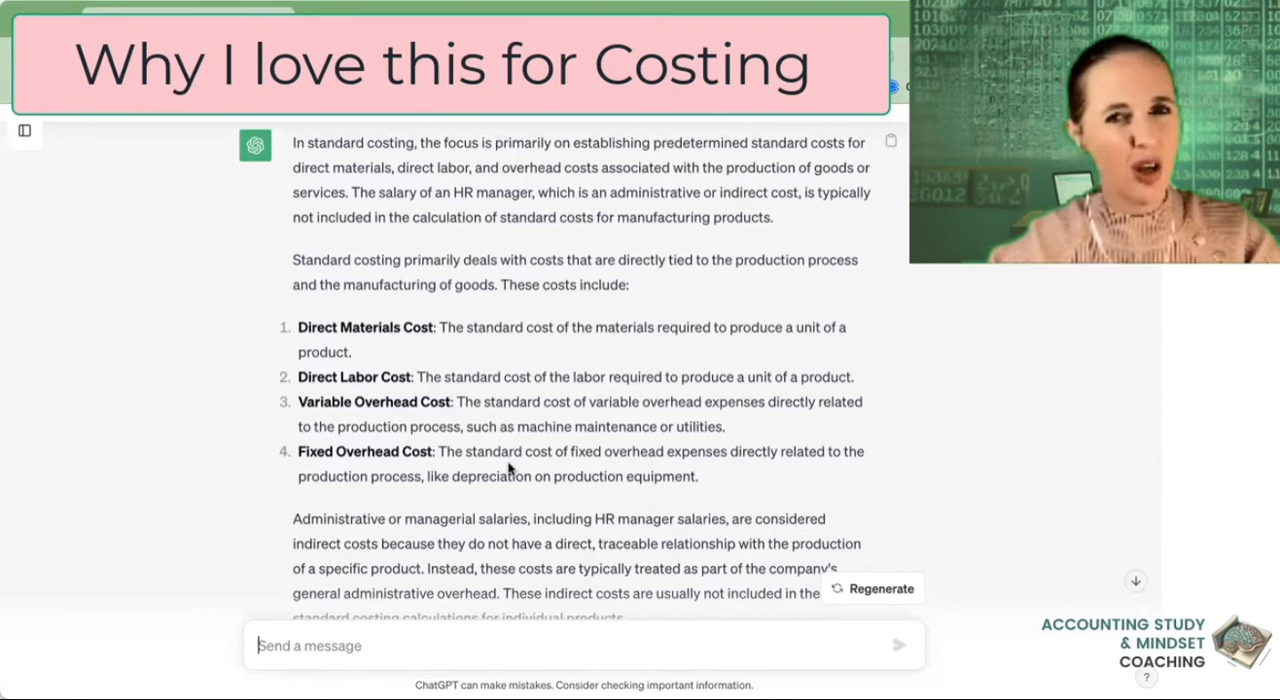 Why I love this for Costing
In standard costing, the focus is primarily on establishing predetermined standard costs for
direct materials, direct labor, and overhead costs associated with the production of goods or
services. The salary of an HR manager, which is an administrative or indirect cost, is typically
not included in the calculation of standard costs for manufacturing products.
Standard costing primarily deals with costs that are directly tied to the production process
and the manufacturing of goods. These costs include:
1. Direct Materials Cost: The standard cost of the materials required to produce a unit of a
product.
2. Direct Labor Cost: The standard cost of the labor required to produce a unit of a product.
3. Variable Overhead Cost: The standard cost of variable overhead expenses directly related
to the production process, such as machine maintenance or utilities.
4. Fixed Overhead Cost: The standard cost of fixed overhead expenses directly related to the
production process, like depreciation on production equipment.
Administrative or managerial salaries, including HR manager salaries, are considered
indirect costs because they do not have a direct, traceable relationship with the production
of a specific product. Instead, these costs are typically treated as part of the company's
general administrative overhead. These indirect costs are usually not included in the
standard costing calculations for individual products.
Regenerate
Send a message
ChatGPT can make mistakes. Consider checking important information.
ACCOUNTING STUDY
& MINDSET
COACHING
?